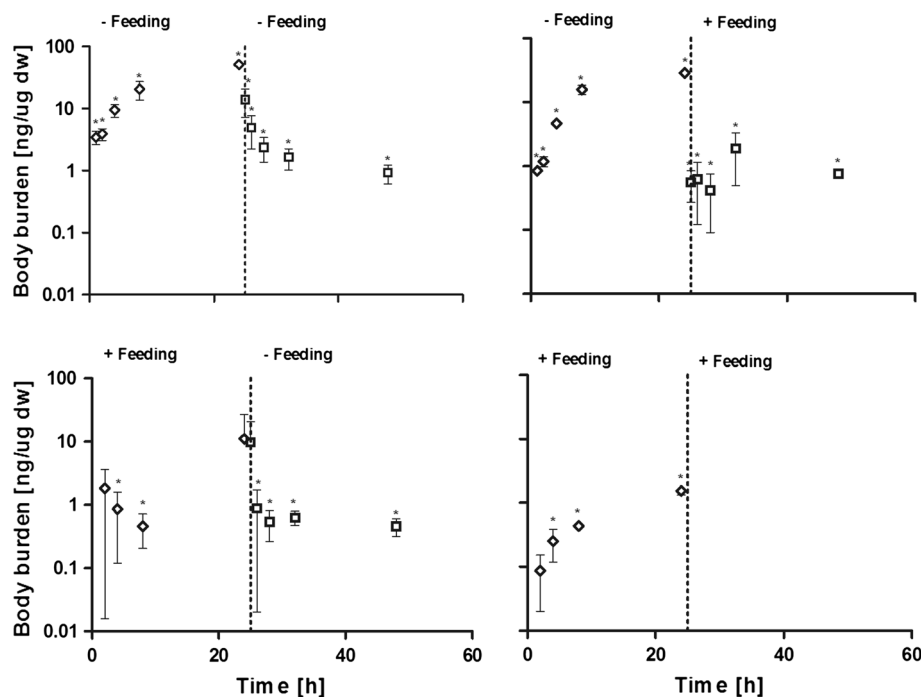 - Feeding - Feeding
- Feeding + Feeding
Body burden [ng/ug dw]
100
10
1
0.1
0.01
* * * * * * * * * *
* * * * * * * * * * *
+ Feeding - Feeding
+ Feeding + Feeding
Body burden [ng/ug dw]
100
10
1
0.1
0.01
* * * * * *
* * *
0 20 40 60
0 20 40 60
Time [h]
Time [h]